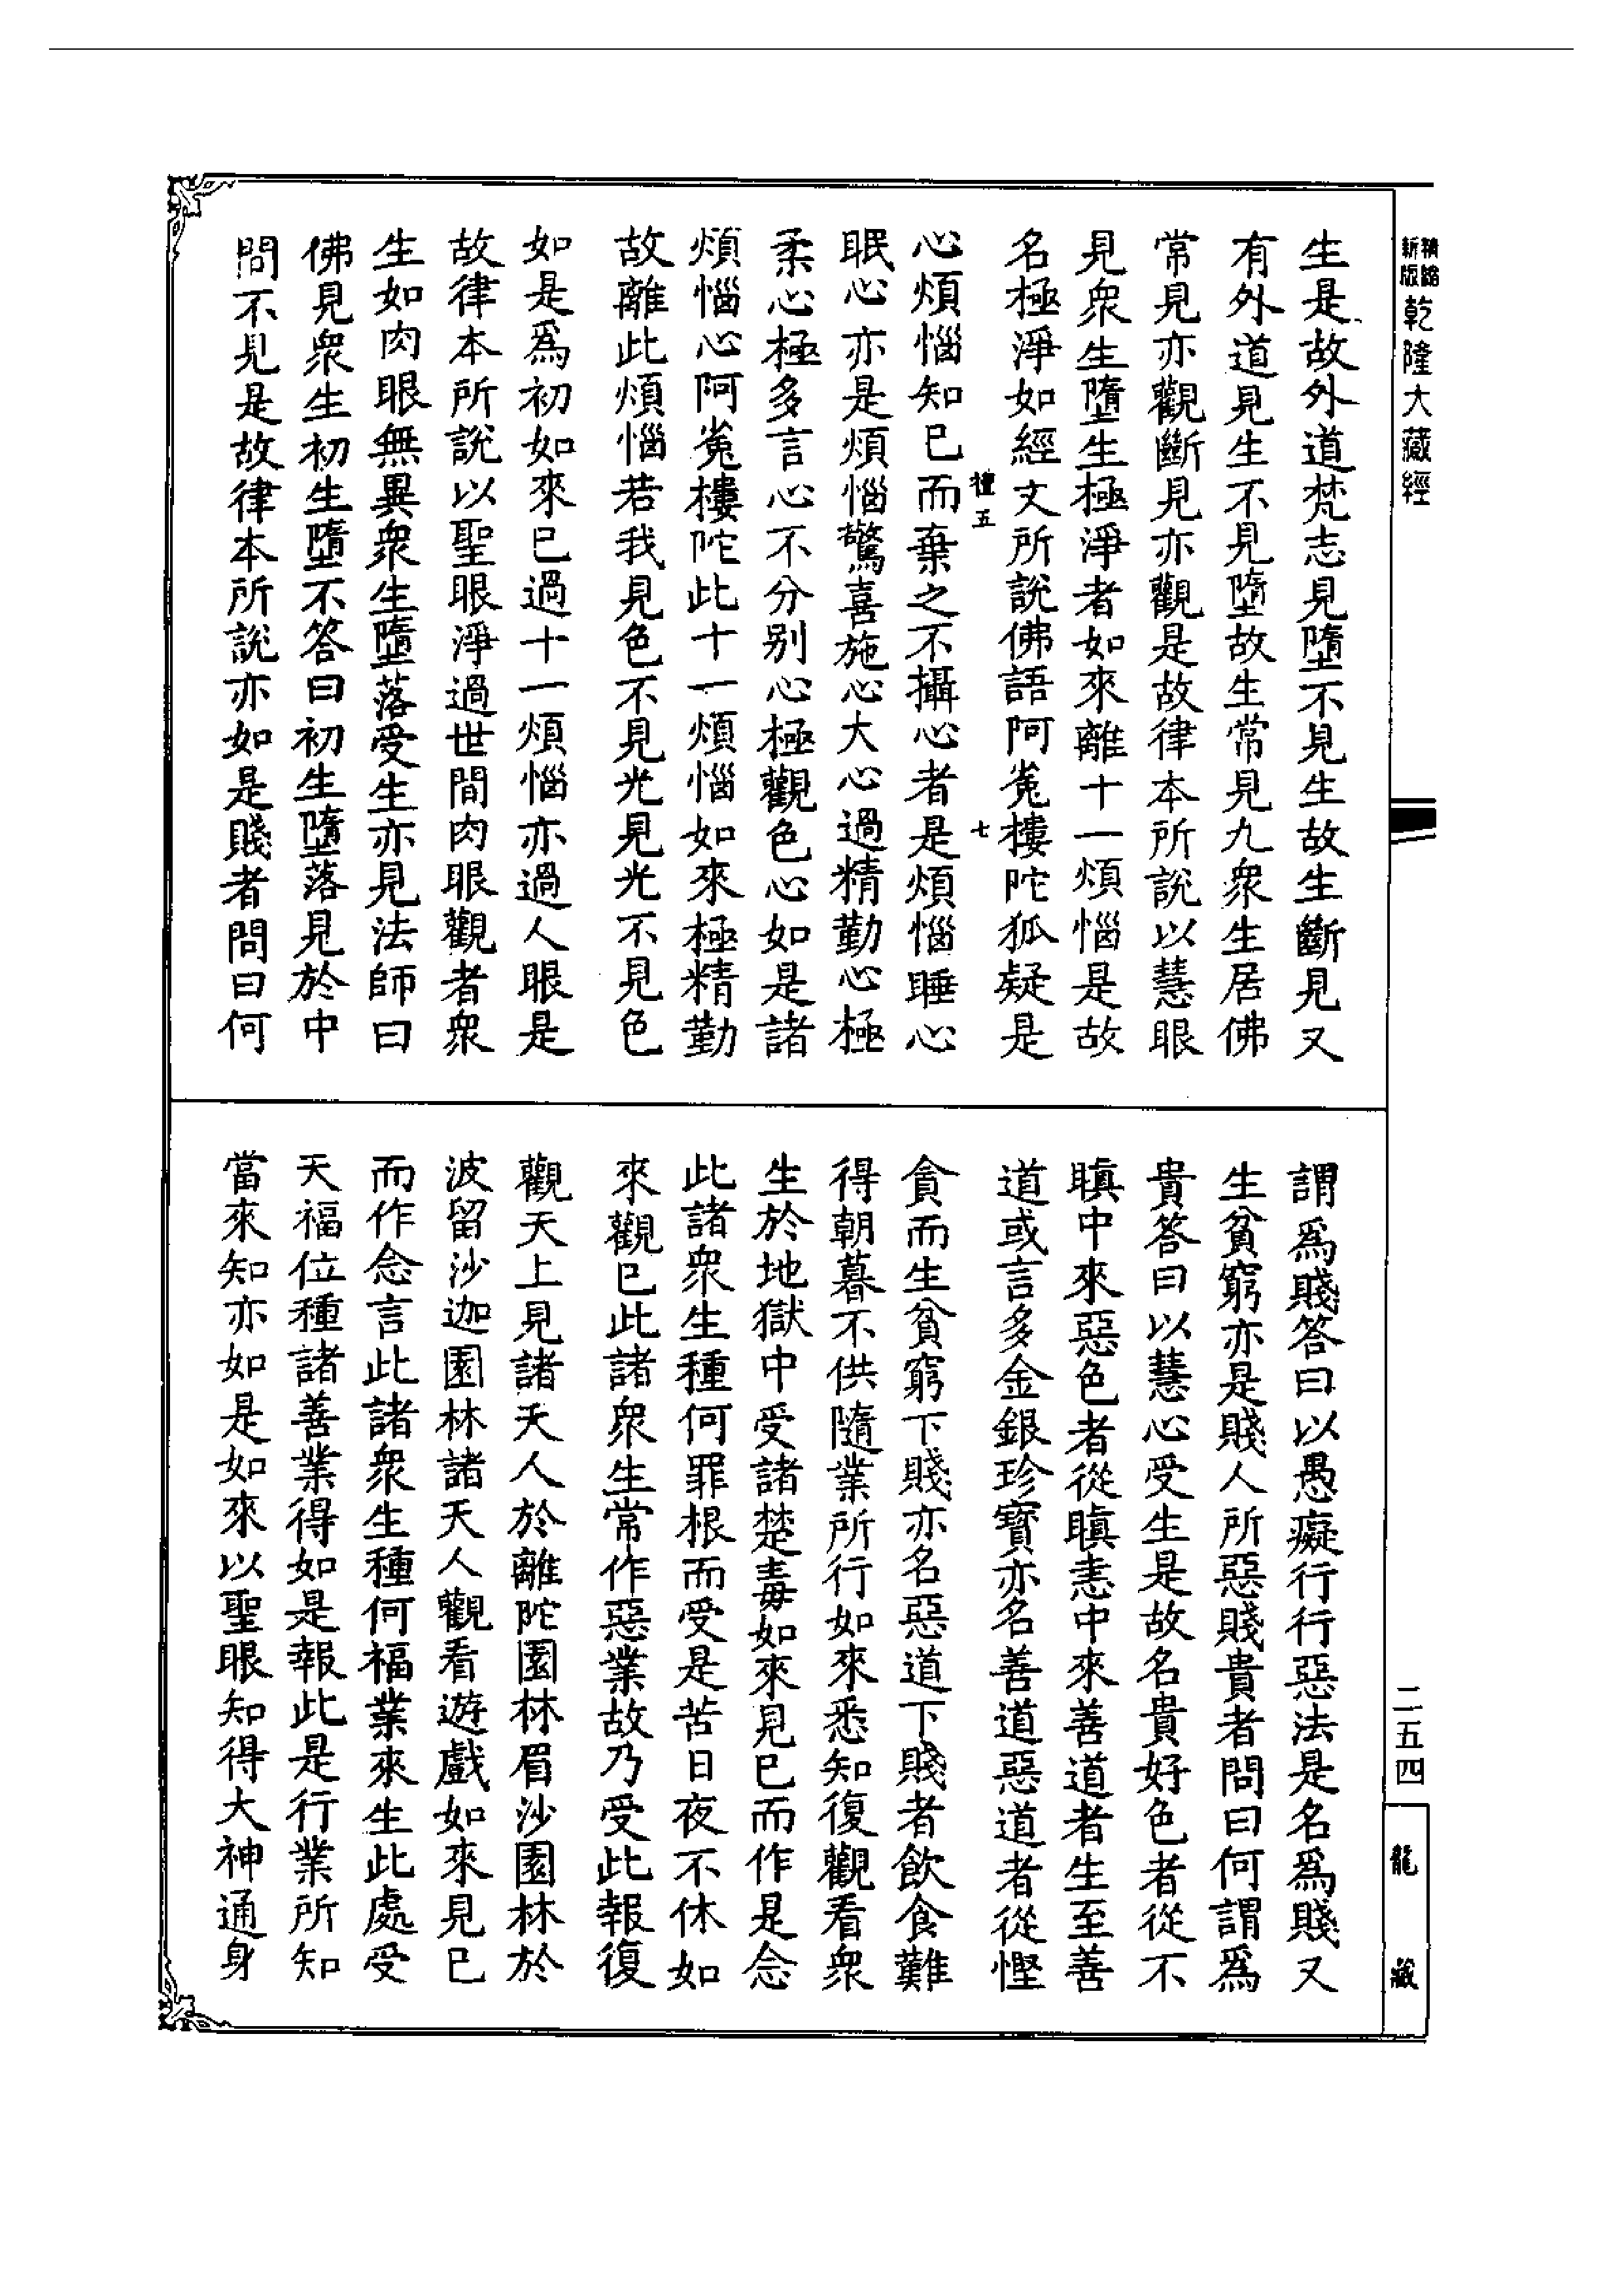 新版
精縮
乾隆大藏經
生是故外道梵志見墮不見生故生斷見又
有外道見生不見墮故生常見九衆生居佛
常見亦觀斷見亦觀是故律本所說以慧眼
見衆生墮生極淨者如來離十一煩惱是故
名極淨如經文所說佛語阿㝹樓陀狐疑是
禮五
七
心煩惱知已而棄之不攝心者是煩惱睡心
眠心亦是煩惱驚喜施心大心過精勤心極
柔心極多言心不分別心極觀色心如是諸
煩惱心阿㝹樓陀此十一煩惱如來極精勤
故離此煩惱若我見色不見光見光不見色
如是爲初如來已過十一煩惱亦過人眼是
故律本所說以聖眼淨過世間肉眼觀者衆
生如肉眼無異衆生墮落受生亦見法師曰
佛見衆生初生墮不答曰初生墮落見於中
間不見是故律本所說亦如是賤者問曰何
謂爲賤答曰以愚癡行行惡法是名爲賤又
生貧窮亦是賤人所惡賤貴者問曰何謂爲
貴答曰以慧心受生是故名貴好色者從不
瞋中來惡色者從瞋恚中來善道者生至善
道或言多金銀珍寶亦名善道惡道者從慳
貪而生貧窮下賤亦名惡道下賤者飲食難
得朝暮不供隨業所行如來悉知復觀看衆
生於地獄中受諸楚毒如來見已而作是念
此諸衆生種何罪根而受是苦日夜不休如
來觀已此諸衆生常作惡業故乃受此報復
觀天上見諸天人於離陀園林眉沙園林於
波留沙迦園林諸天人觀看遊戲如來見已
而作念言此諸衆生種何福業來生此處受
天福位種諸善業得如是報此是行業所知
當來知亦如是如來以聖眼知得大神通身
二五四
龍藏